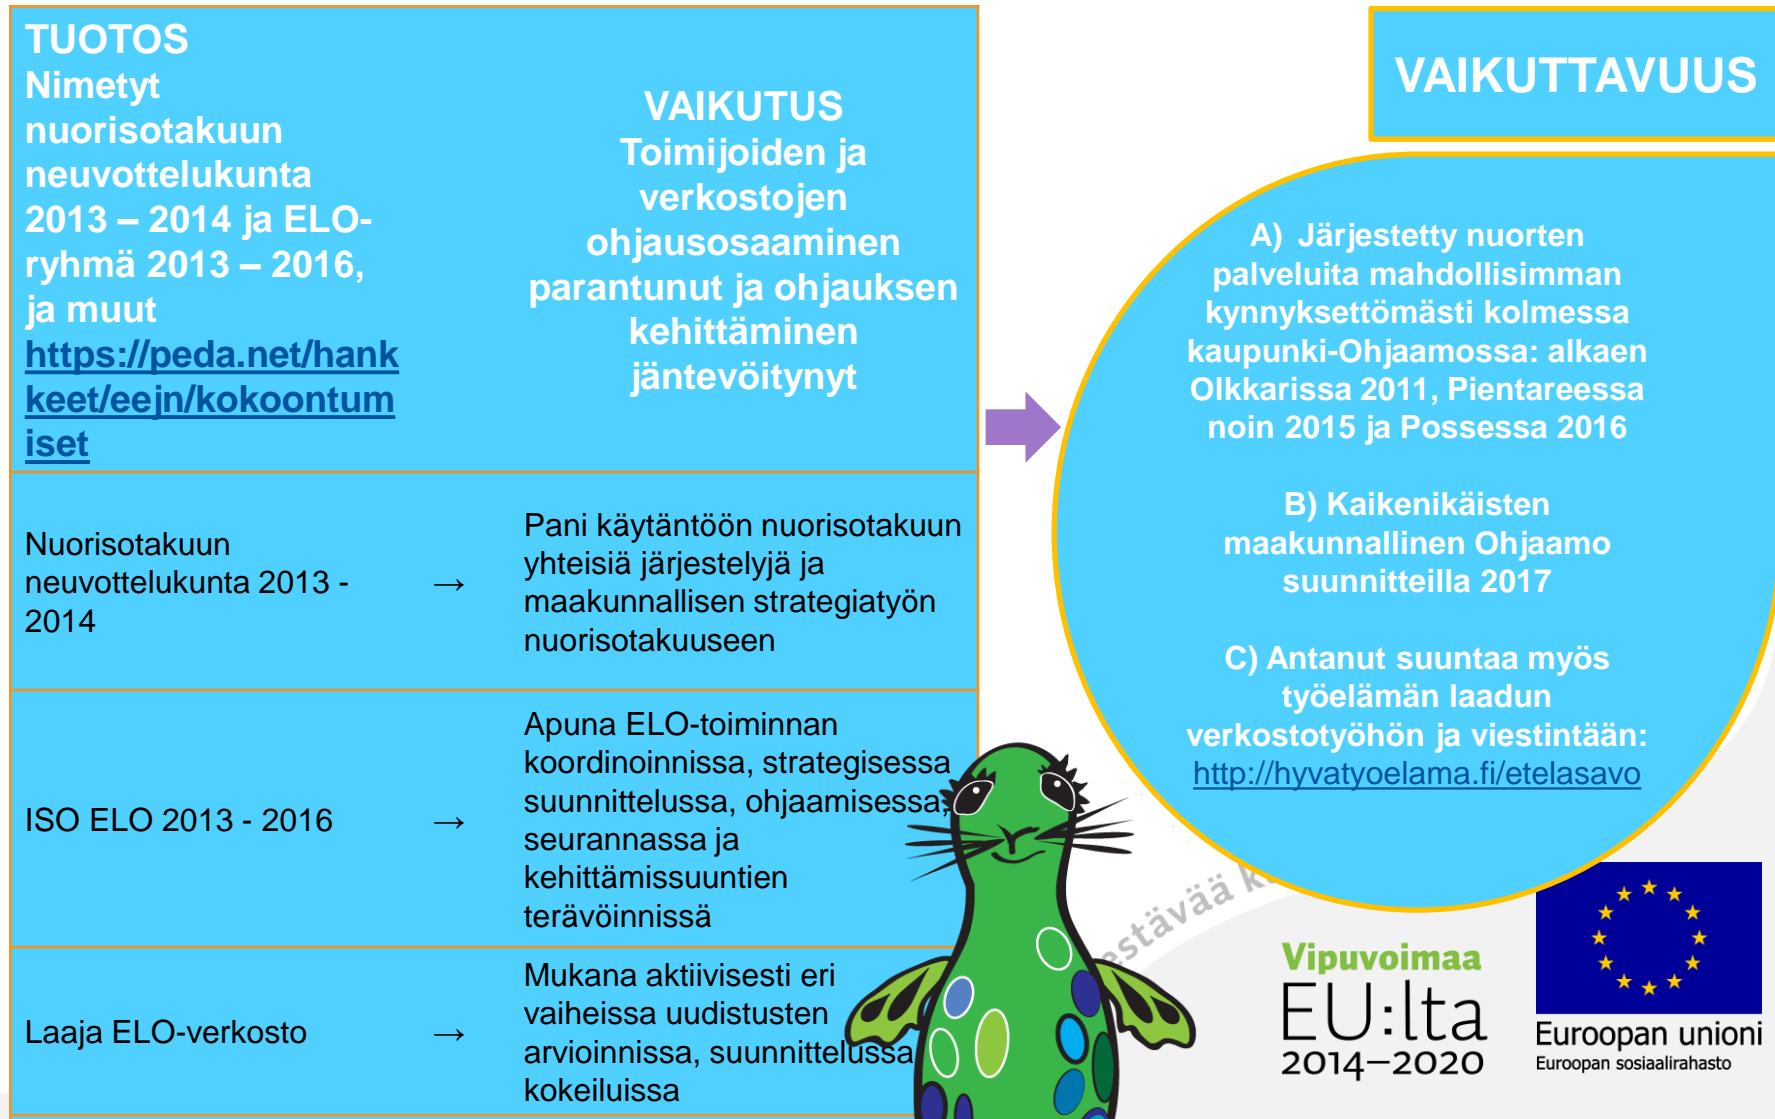 TUOTOS
Nimetyt
nuorisotakuun
neuvottelukunta
2013 – 2014 ja ELO-
ryhmä 2013 – 2016,
ja muut
https://peda.net/hank
keet/eejn/kokoontum
iset
VAIKUTUS
Toimijoiden ja
verkostojen
ohjausosaaminen
parantunut ja ohjauksen
kehittäminen
jäntevöitynyt
Nuorisotakuun
neuvottelukunta 2013 -
2014
→
Pani käytäntöön nuorisotakuun
yhteisiä järjestelyjä ja
maakunnallisen strategiatyön
nuorisotakuuseen
ISO ELO 2013 - 2016
→
Apuna ELO-toiminnan
koordinoinnissa, strategisessa
suunnittelussa, ohjaamisessa,
seurannassa ja
kehittämissuuntien
terävöinnissä
Laaja ELO-verkosto
→
Mukana aktiivisesti eri
vaiheissa uudistusten
arvioinnissa, suunnittelussa
kokeiluissa
VAIKUTTAVUUS
A) Järjestetty nuorten
palveluita mahdollisimman
kynnyksettömästi kolmessa
kaupunki-Ohjaamossa: alkaen
Olkkarissa 2011, Pientareessa
noin 2015 ja Possessa 2016
B) Kaikenikäisten
maakunnallinen Ohjaamo
suunnitteilla 2017
C) Antanut suuntaa myös
työelämän laadun
verkostotyöhön ja viestintään:
http://hyvatyoelama.fi/etelasavo
Vipuvoimaa
EU:lta
2014–2020
Euroopan unioni
Euroopan sosiaalirahasto